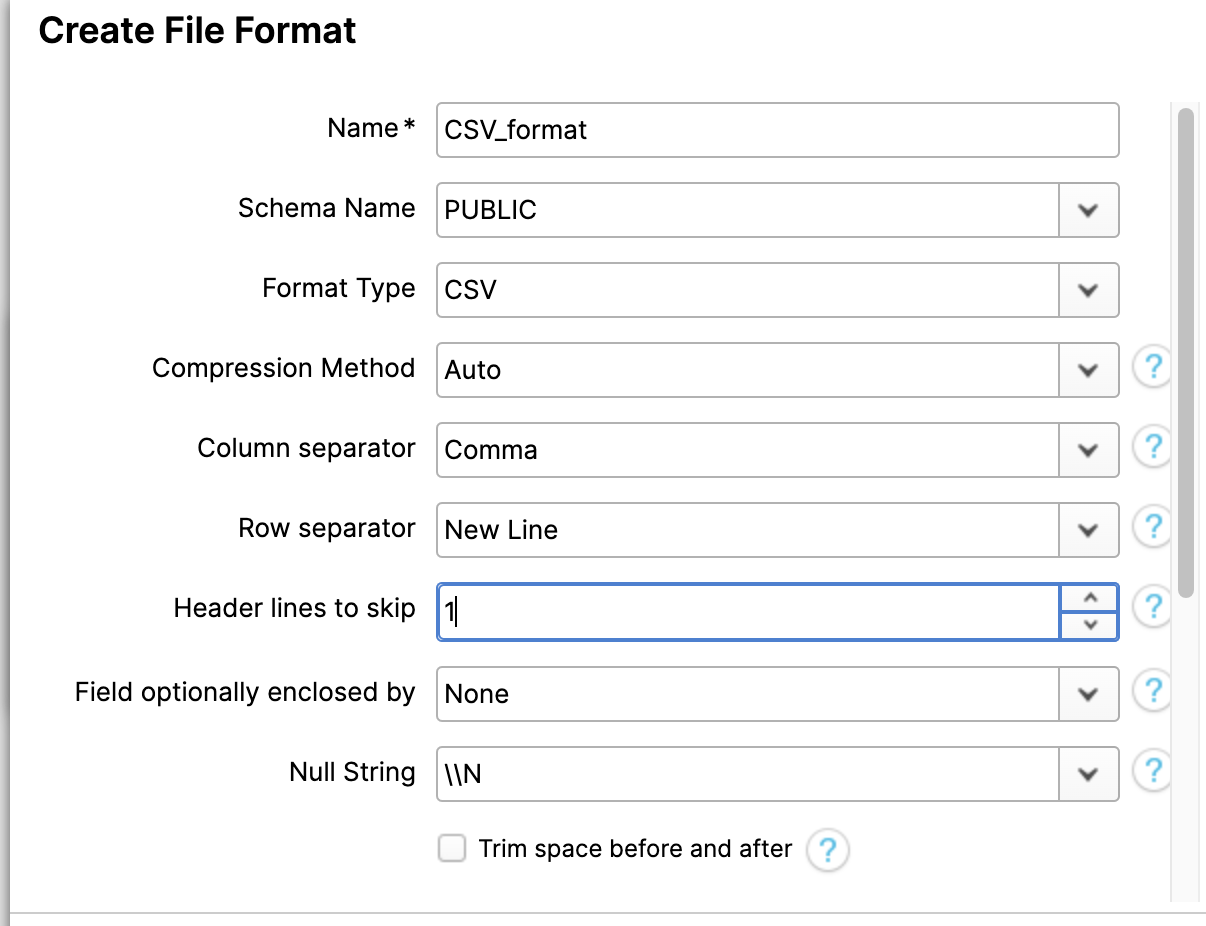 Create File Format
Name* CSV_format
Schema Name PUBLIC
Format Type CSV
Compression Method Auto ?
Column separator Comma ?
Row separator New Line ?
Header lines to skip 1 ?
Field optionally enclosed by None ?
Null String \\N ?
Trim space before and after ?